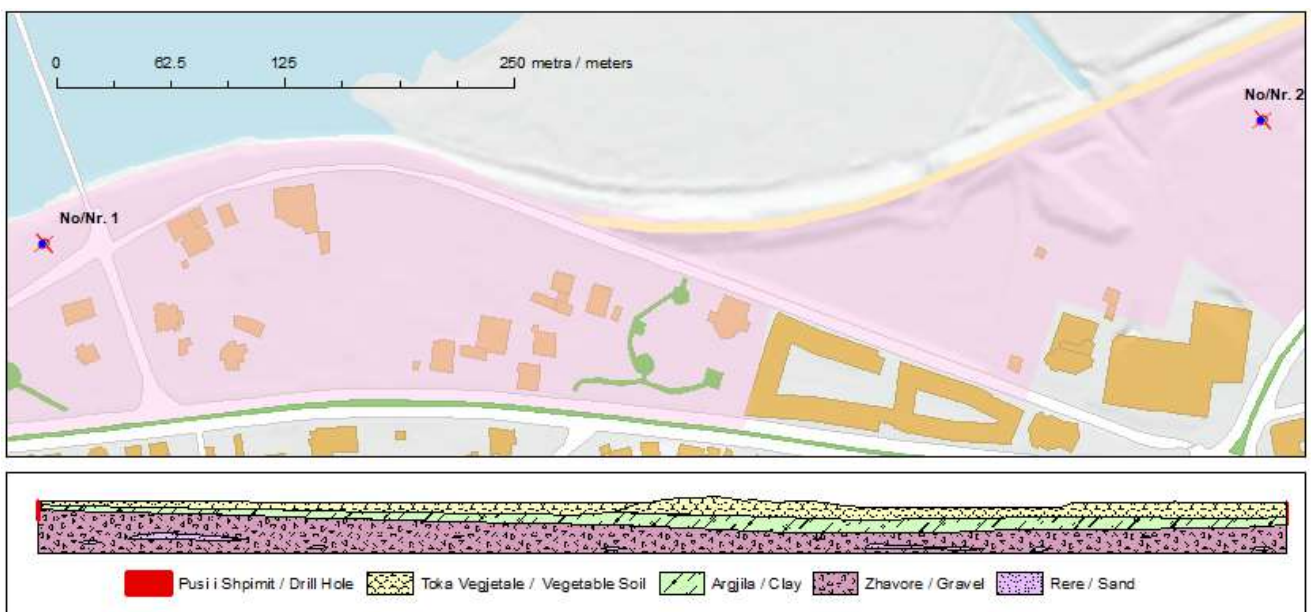 0 62.5 125 250 metra / meters
No/Nr. 2
No/Nr. 1
Pusi i Shpimit / Drill Hole Toka Vegjetale / Vegetable Soil Argjila / Clay Zhavore / Gravel Rere / Sand